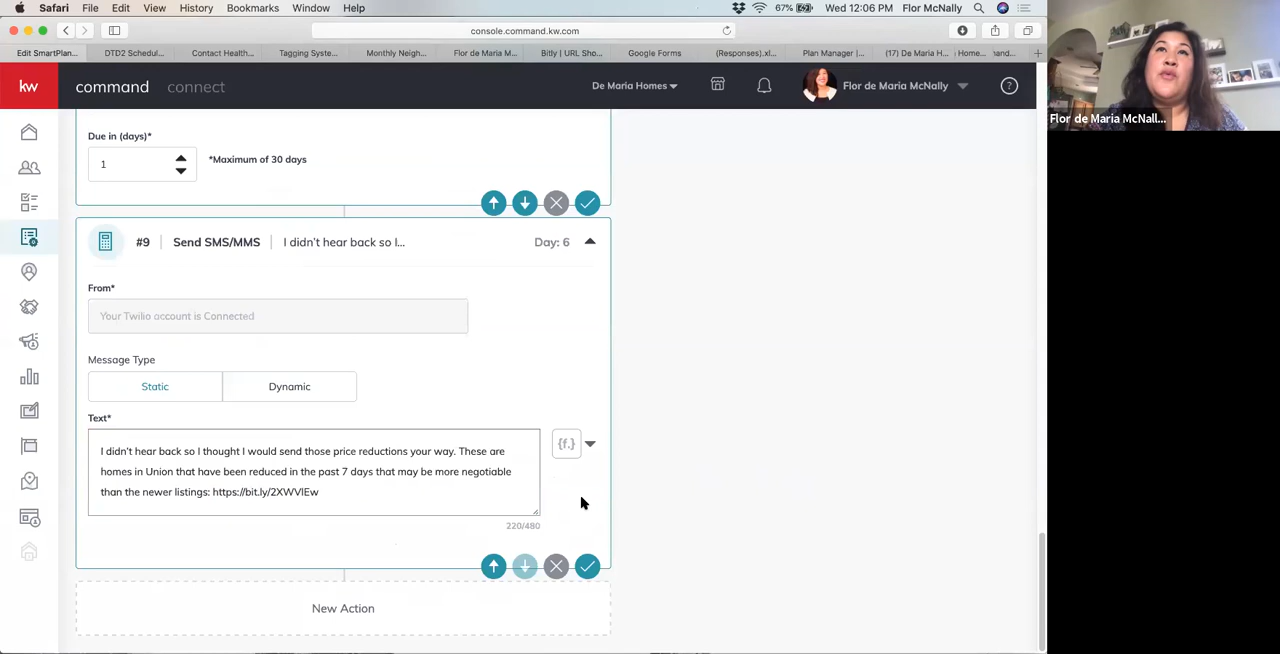 Safari File Edit View History Bookmarks Window Help 67% Wed 12:06 PM Flor McNally
console.command.kw.com
Edit SmartPlan... DTD2 Schedul... Contact Health... Tagging Syste... Monthly Neigh... Flor de Maria M... Bitly | URL Sho... Google Forms (Responses).xl... Plan Manager |... (17) De Maria H...
kw command connect De Maria Homes Flor de Maria McNally ?
Flor de Maria McNall...
Due in (days)*
1 *Maximum of 30 days
#9 Send SMS/MMS I didn't hear back so I... Day: 6
From*
Your Twilio account is Connected
Message Type
Static Dynamic
Text*
I didn't hear back so I thought I would send those price reductions your way. These are
homes in Union that have been reduced in the past 7 days that may be more negotiable
than the newer listings: https://bit.ly/2XWVlEw
{f.}
220/480
New Action